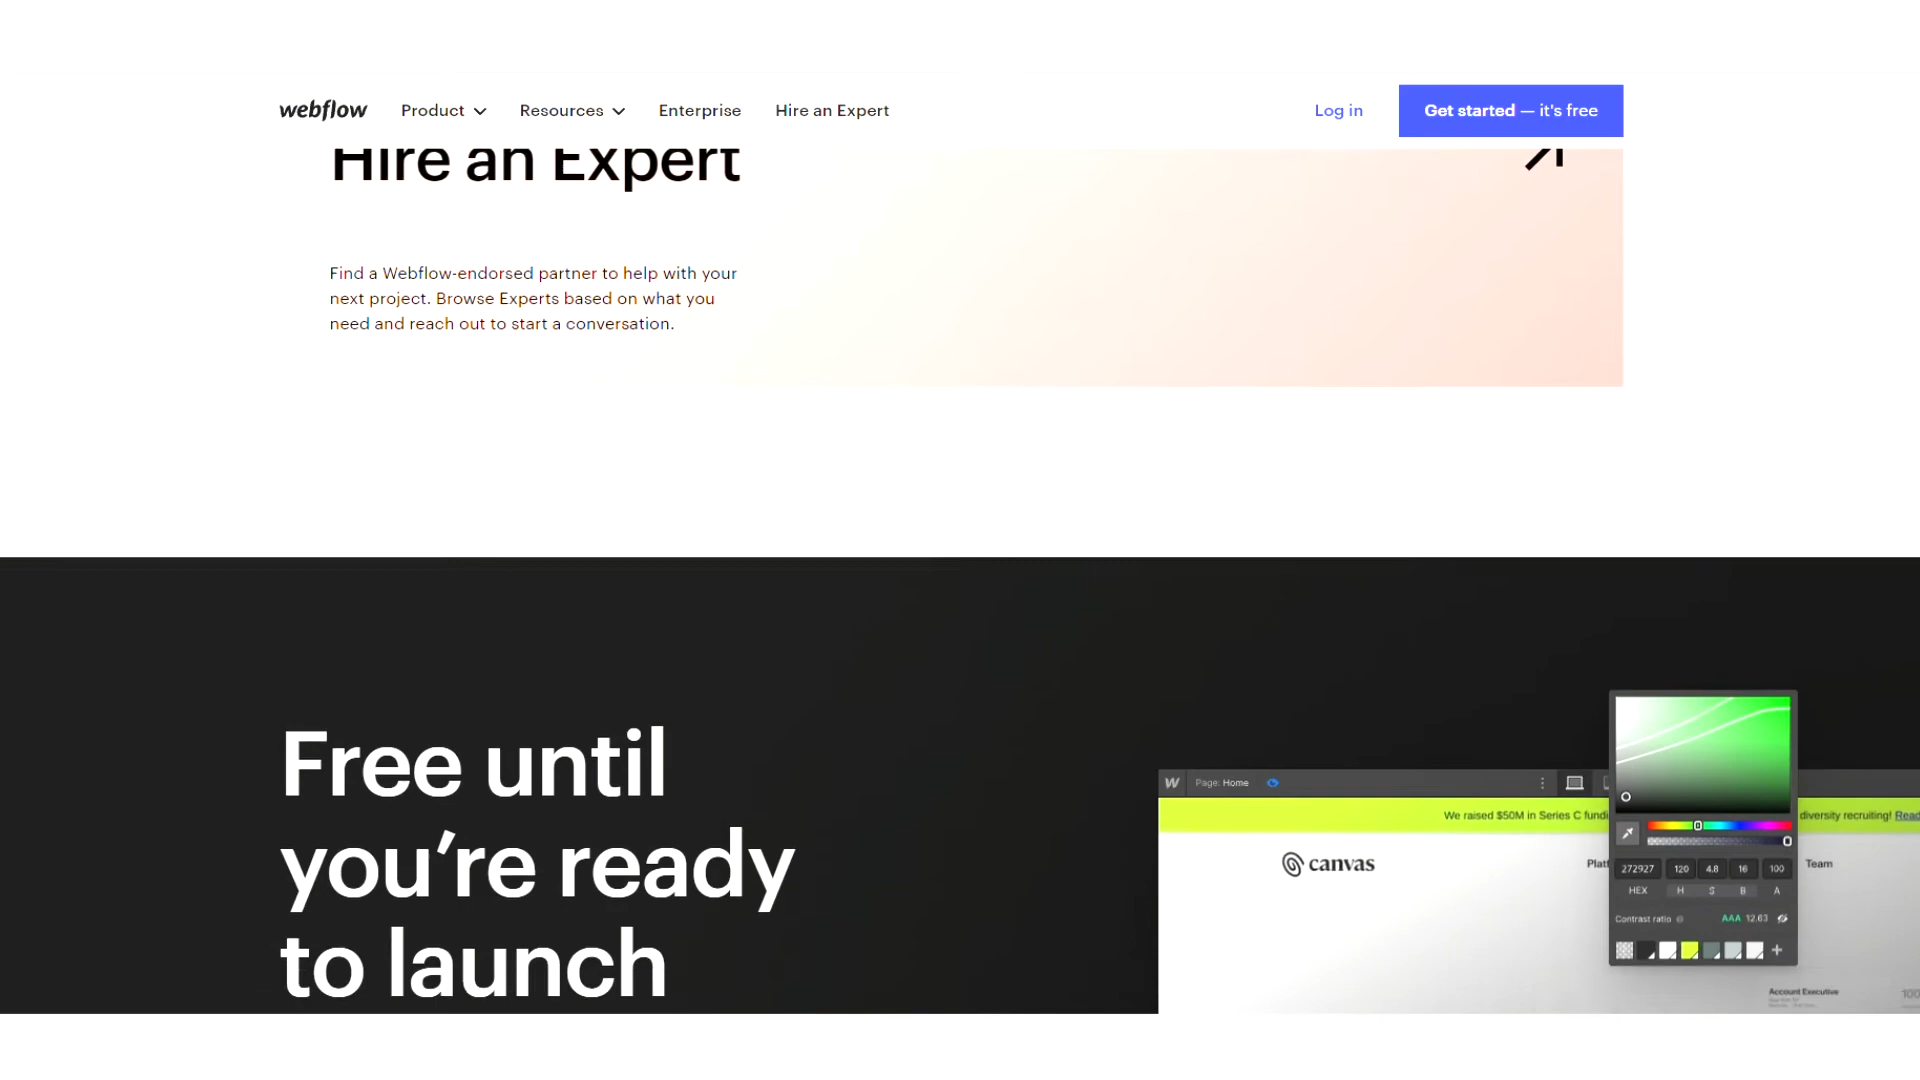 webflow Product Resources Enterprise Hire an Expert Log in Get started — it's free
Hire an Expert
Find a Webflow-endorsed partner to help with your
next project. Browse Experts based on what you
need and reach out to start a conversation.
Free until
you’re ready
to launch
W Page: Home
We raised $50M in Series C diversity recruiting! Read
canvas
Team
272927 120 4.8 16 100
HEX H S B A
Contrast ratio AAA 12.63
Account Executive